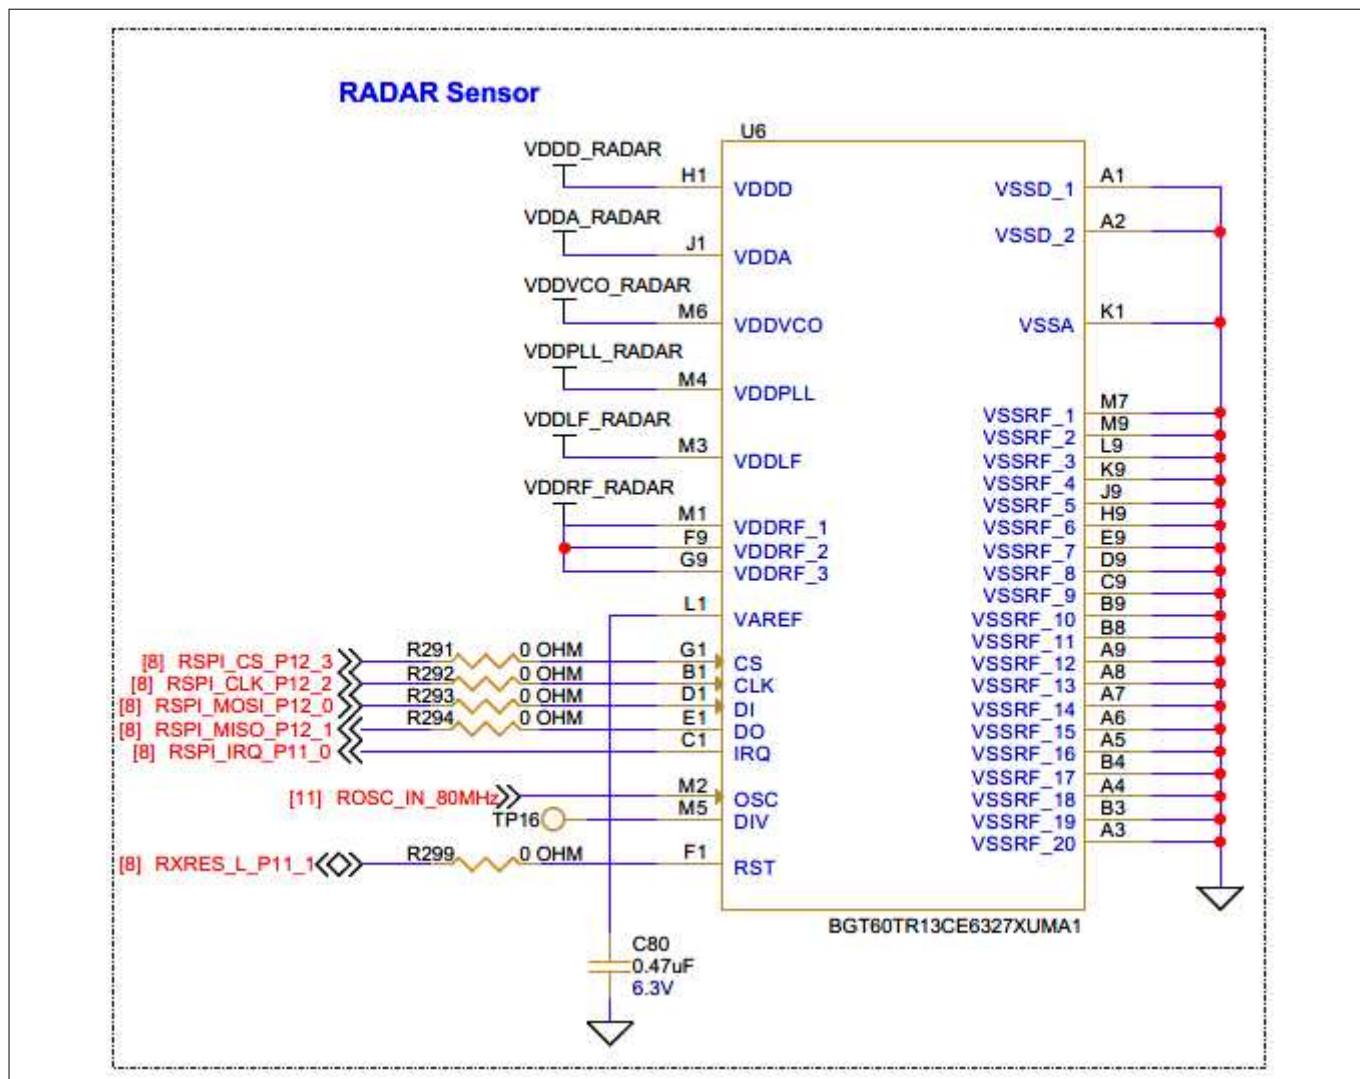 RADAR Sensor
U6
VDDD_RADAR
H1
VDDD
VDDA_RADAR
J1
VDDA
VDDVCO_RADAR
M6
VDDVCO
VDDPLL_RADAR
M4
VDDPLL
VDDLF_RADAR
M3
VDDLF
VDDRF_RADAR
M1
VDDRF_1
F9
VDDRF_2
G9
VDDRF_3
L1
VAREF
[8] RSPI_CS_P12_3
R291
0 OHM
G1
CS
[8] RSPI_CLK_P12_2
R292
0 OHM
B1
CLK
[8] RSPI_MOSI_P12_0
R293
0 OHM
D1
DI
[8] RSPI_MISO_P12_1
R294
0 OHM
E1
DO
[8] RSPI_IRQ_P11_0
C1
IRQ
[11] ROSC_IN_80MHz
M2
OSC
TP16
M5
DIV
[8] RXRES_L_P11_1
R299
0 OHM
F1
RST
VSSD_1
A1
VSSD_2
A2
VSSA
K1
VSSRF_1
M7
VSSRF_2
M9
VSSRF_3
L9
VSSRF_4
K9
VSSRF_5
J9
VSSRF_6
H9
VSSRF_7
E9
VSSRF_8
D9
VSSRF_9
C9
VSSRF_10
B9
VSSRF_11
B8
VSSRF_12
A9
VSSRF_13
A8
VSSRF_14
A7
VSSRF_15
A6
VSSRF_16
A5
VSSRF_17
B4
VSSRF_18
A4
VSSRF_19
B3
VSSRF_20
A3
BGT60TR13CE6327XUMA1
C80
0.47uF
6.3V